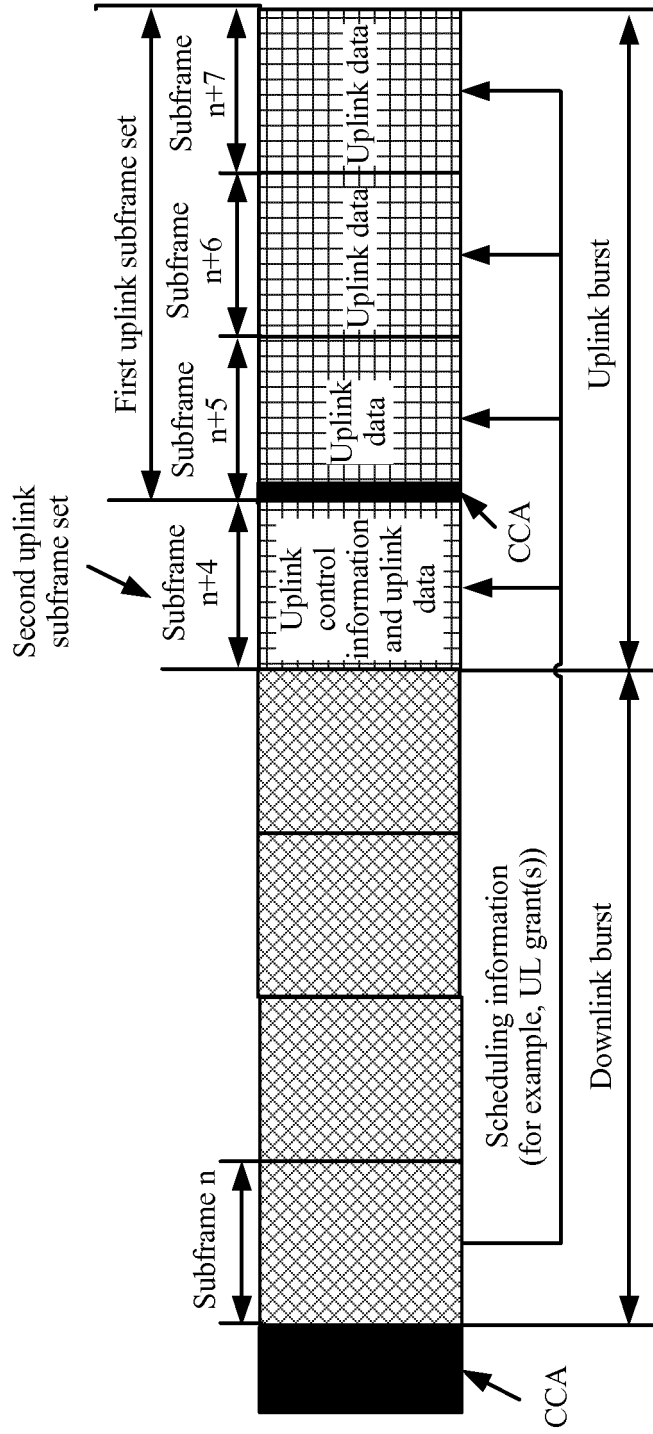 Second uplink
subframe set
First uplink subframe set
Subframe n
Subframe
n+4
Subframe
n+5
Subframe
n+6
Subframe
n+7
Uplink
control
information
and uplink
data
Uplink
data
Uplink data
Uplink data
CCA
CCA
Scheduling information
(for example, UL grant(s))
Downlink burst
Uplink burst